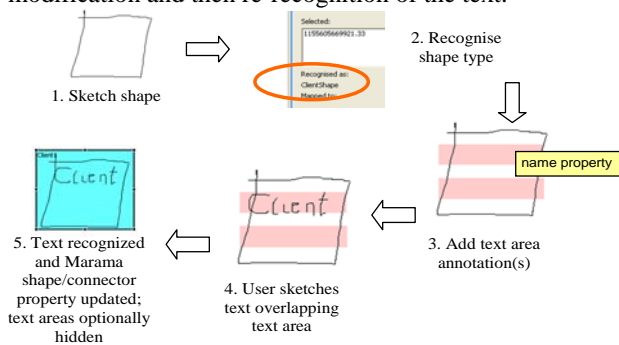 modification and then re-recognition of the text.
Selected:
1155605669921.33
Recognised as:
ClientShape
Mapped to:
1. Sketch shape
2. Recognise
shape type
name property
3. Add text area
annotation(s)
Client
4. User sketches
text overlapping
text area
Client
Client
5. Text recognized
and Marama
shape/connector
property updated;
text areas optionally
hidden